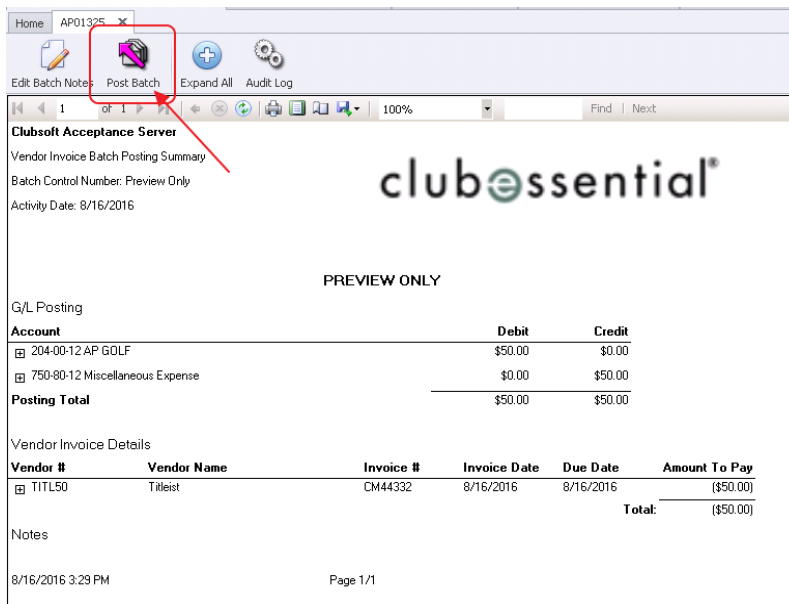 Home AP01325 X
Edit Batch Notes Post Batch Expand All Audit Log
1 of 1 100% Find | Next
Clubsoft Acceptance Server
Vendor Invoice Batch Posting Summary
Batch Control Number: Preview Only
Activity Date: 8/16/2016
clubessential®
PREVIEW ONLY
G/L Posting
Account Debit Credit
204-00-12 AP GOLF $50.00 $0.00
750-80-12 Miscellaneous Expense $0.00 $50.00
Posting Total $50.00 $50.00
Vendor Invoice Details
Vendor # Vendor Name Invoice # Invoice Date Due Date Amount To Pay
TITL50 Titleist CM44332 8/16/2016 8/16/2016 ($50.00)
Total: ($50.00)
Notes
8/16/2016 3:29 PM Page 1/1